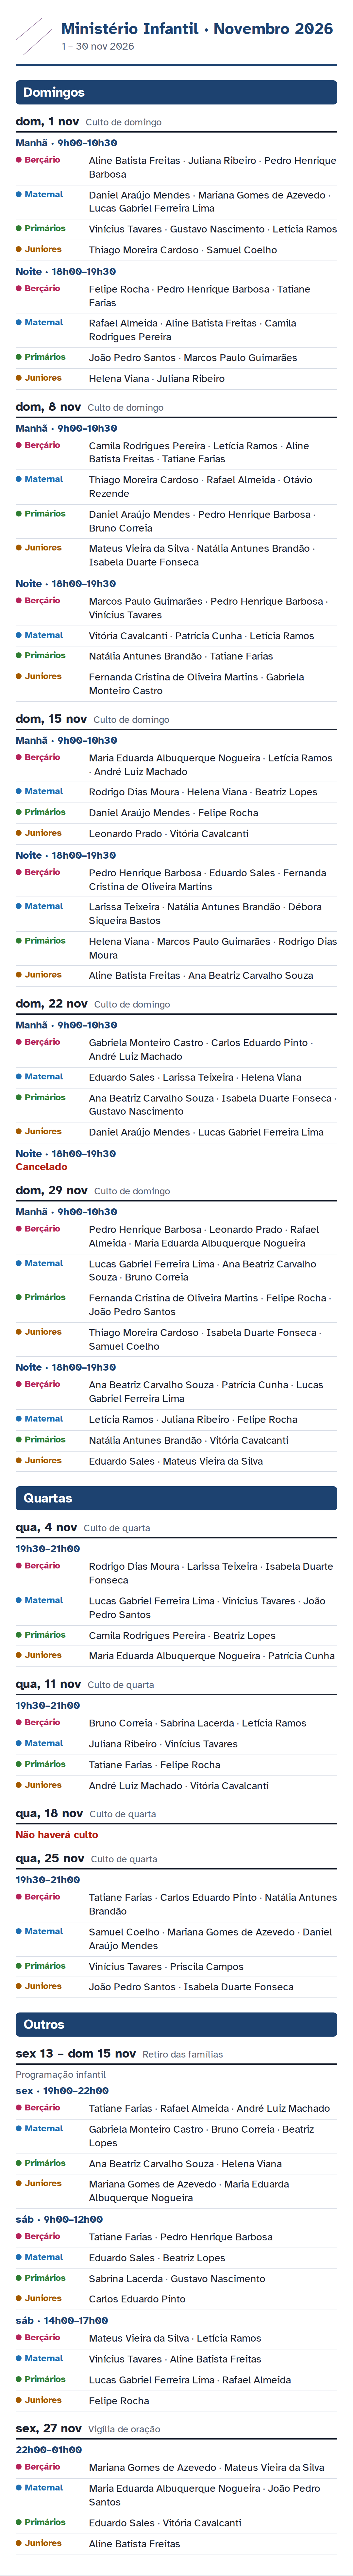 Ministério Infantil · Novembro 2026
1 – 30 nov 2026
Domingos
dom, 1 nov Culto de domingo
Manhã · 9h00–10h30
Berçário Aline Batista Freitas · Juliana Ribeiro · Pedro Henrique
Barbosa
Maternal Daniel Araújo Mendes · Mariana Gomes de Azevedo ·
Lucas Gabriel Ferreira Lima
Primários Vinícius Tavares · Gustavo Nascimento · Letícia Ramos
Juniores Thiago Moreira Cardoso · Samuel Coelho
Noite · 18h00–19h30
Berçário Felipe Rocha · Pedro Henrique Barbosa · Tatiane
Farias
Maternal Rafael Almeida · Aline Batista Freitas · Camila
Rodrigues Pereira
Primários João Pedro Santos · Marcos Paulo Guimarães
Juniores Helena Viana · Juliana Ribeiro
dom, 8 nov Culto de domingo
Manhã · 9h00–10h30
Berçário Camila Rodrigues Pereira · Letícia Ramos · Aline
Batista Freitas · Tatiane Farias
Maternal Thiago Moreira Cardoso · Rafael Almeida · Otávio
Rezende
Primários Daniel Araújo Mendes · Pedro Henrique Barbosa ·
Bruno Correia
Juniores Mateus Vieira da Silva · Natália Antunes Brandão ·
Isabela Duarte Fonseca
Noite · 18h00–19h30
Berçário Marcos Paulo Guimarães · Pedro Henrique Barbosa ·
Vinícius Tavares
Maternal Vitória Cavalcanti · Patrícia Cunha · Letícia Ramos
Primários Natália Antunes Brandão · Tatiane Farias
Juniores Fernanda Cristina de Oliveira Martins · Gabriela
Monteiro Castro
dom, 15 nov Culto de domingo
Manhã · 9h00–10h30
Berçário Maria Eduarda Albuquerque Nogueira · Letícia Ramos
· André Luiz Machado
Maternal Rodrigo Dias Moura · Helena Viana · Beatriz Lopes
Primários Daniel Araújo Mendes · Felipe Rocha
Juniores Leonardo Prado · Vitória Cavalcanti
Noite · 18h00–19h30
Berçário Pedro Henrique Barbosa · Eduardo Sales · Fernanda
Cristina de Oliveira Martins
Maternal Larissa Teixeira · Natália Antunes Brandão · Débora
Siqueira Bastos
Primários Helena Viana · Marcos Paulo Guimarães · Rodrigo Dias
Moura
Juniores Aline Batista Freitas · Ana Beatriz Carvalho Souza
dom, 22 nov Culto de domingo
Manhã · 9h00–10h30
Berçário Gabriela Monteiro Castro · Carlos Eduardo Pinto ·
André Luiz Machado
Maternal Eduardo Sales · Larissa Teixeira · Helena Viana
Primários Ana Beatriz Carvalho Souza · Isabela Duarte Fonseca ·
Gustavo Nascimento
Juniores Daniel Araújo Mendes · Lucas Gabriel Ferreira Lima
Noite · 18h00–19h30
Cancelado
dom, 29 nov Culto de domingo
Manhã · 9h00–10h30
Berçário Pedro Henrique Barbosa · Leonardo Prado · Rafael
Almeida · Maria Eduarda Albuquerque Nogueira
Maternal Lucas Gabriel Ferreira Lima · Ana Beatriz Carvalho
Souza · Bruno Correia
Primários Fernanda Cristina de Oliveira Martins · Felipe Rocha ·
João Pedro Santos
Juniores Thiago Moreira Cardoso · Isabela Duarte Fonseca ·
Samuel Coelho
Noite · 18h00–19h30
Berçário Ana Beatriz Carvalho Souza · Patrícia Cunha · Lucas
Gabriel Ferreira Lima
Maternal Letícia Ramos · Juliana Ribeiro · Felipe Rocha
Primários Natália Antunes Brandão · Vitória Cavalcanti
Juniores Eduardo Sales · Mateus Vieira da Silva
Quartas
qua, 4 nov Culto de quarta
19h30–21h00
Berçário Rodrigo Dias Moura · Larissa Teixeira · Isabela Duarte
Fonseca
Maternal Lucas Gabriel Ferreira Lima · Vinícius Tavares · João
Pedro Santos
Primários Camila Rodrigues Pereira · Beatriz Lopes
Juniores Maria Eduarda Albuquerque Nogueira · Patrícia Cunha
qua, 11 nov Culto de quarta
19h30–21h00
Berçário Bruno Correia · Sabrina Lacerda · Letícia Ramos
Maternal Juliana Ribeiro · Vinícius Tavares
Primários Tatiane Farias · Felipe Rocha
Juniores André Luiz Machado · Vitória Cavalcanti
qua, 18 nov Culto de quarta
Não haverá culto
qua, 25 nov Culto de quarta
19h30–21h00
Berçário Tatiane Farias · Carlos Eduardo Pinto · Natália Antunes
Brandão
Maternal Samuel Coelho · Mariana Gomes de Azevedo · Daniel
Araújo Mendes
Primários Vinícius Tavares · Priscila Campos
Juniores João Pedro Santos · Isabela Duarte Fonseca
Outros
sex 13 – dom 15 nov Retiro das famílias
Programação infantil
sex · 19h00–22h00
Berçário Tatiane Farias · Rafael Almeida · André Luiz Machado
Maternal Gabriela Monteiro Castro · Bruno Correia · Beatriz
Lopes
Primários Ana Beatriz Carvalho Souza · Helena Viana
Juniores Mariana Gomes de Azevedo · Maria Eduarda
Albuquerque Nogueira
sáb · 9h00–12h00
Berçário Tatiane Farias · Pedro Henrique Barbosa
Maternal Eduardo Sales · Beatriz Lopes
Primários Sabrina Lacerda · Gustavo Nascimento
Juniores Carlos Eduardo Pinto
sáb · 14h00–17h00
Berçário Mateus Vieira da Silva · Letícia Ramos
Maternal Vinícius Tavares · Aline Batista Freitas
Primários Lucas Gabriel Ferreira Lima · Rafael Almeida
Juniores Felipe Rocha
sex, 27 nov Vigília de oração
22h00–01h00
Berçário Mariana Gomes de Azevedo · Mateus Vieira da Silva
Maternal Maria Eduarda Albuquerque Nogueira · João Pedro
Santos
Primários Eduardo Sales · Vitória Cavalcanti
Juniores Aline Batista Freitas